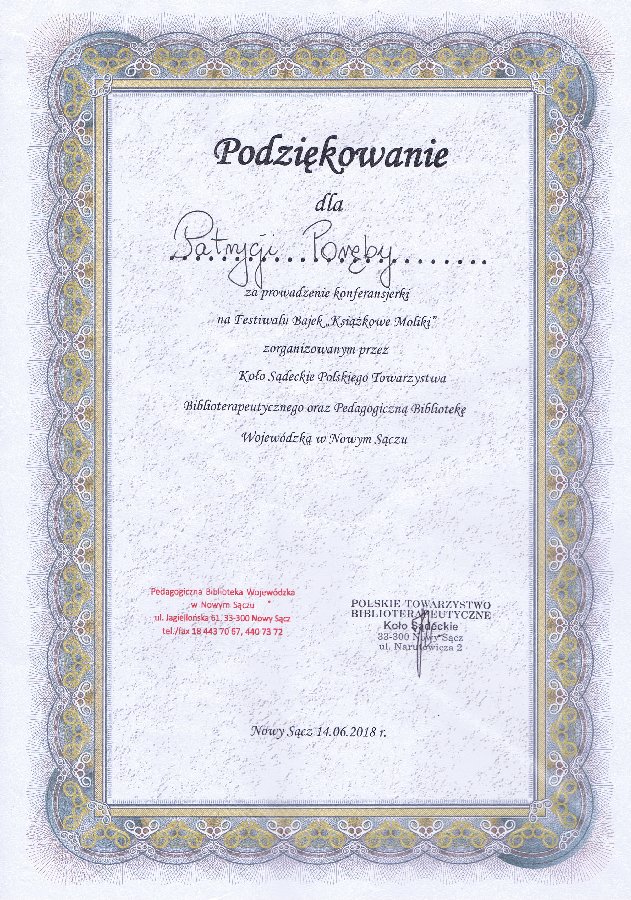 Podziękowanie
dla
Patrycji Poręby
za prowadzenie konferansjerki
na Festiwalu Bajek „Książkowe Moliki”
zorganizowanym przez
Koło Sądeckie Polskiego Towarzystwa
Biblioterapeutycznego oraz Pedagogiczną Bibliotekę
Wojewódzką w Nowym Sączu
Pedagogiczna Biblioteka Wojewódzka
w Nowym Sączu
ul. Jagiellońska 61, 33-300 Nowy Sącz
tel./fax 18 443 70 67, 440 73 72
POLSKIE TOWARZYSTWO
BIBLIOTERAPEUTYCZNE
Koło Sądeckie
33-300 Nowy Sącz
ul. Narutowicza 2
Nowy Sącz 14.06.2018 r.